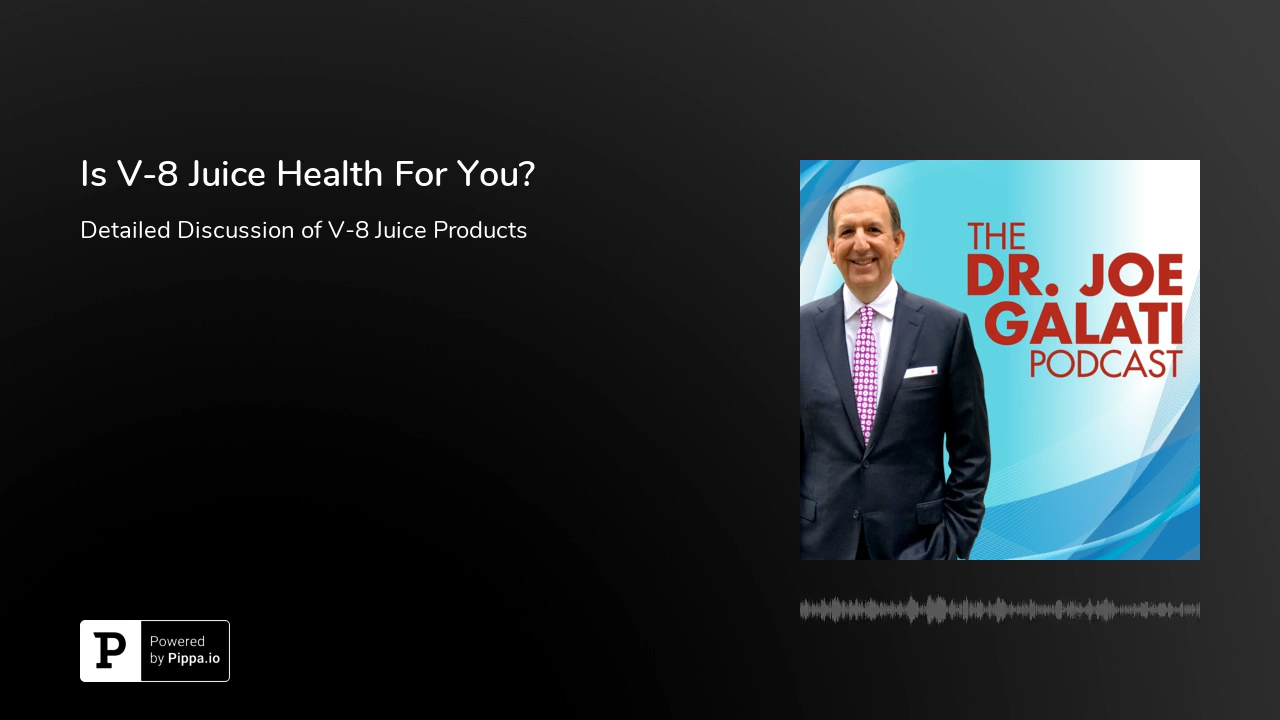 Is V-8 Juice Health For You?
Detailed Discussion of V-8 Juice Products
THE
DR. JOE
GALATI
PODCAST
P
Powered
by Pippa.io